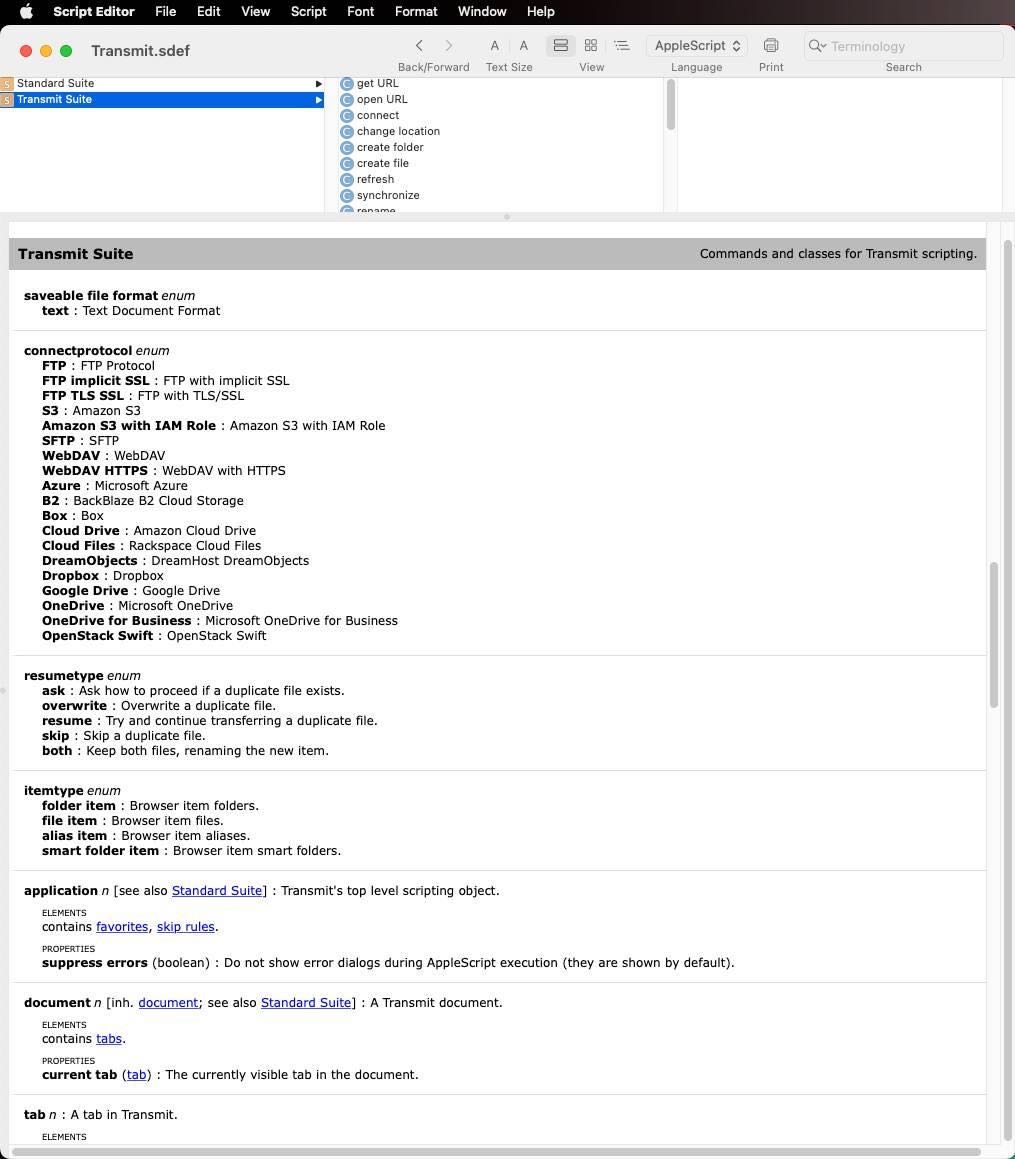 Script Editor File Edit View Script Font Format Window Help
Transmit.sdef
A A AppleScript Terminology
Back/Forward Text Size View Language Print Search
S Standard Suite
S Transmit Suite
C get URL
C open URL
C connect
C change location
C create folder
C create file
C refresh
C synchronize
C rename
Transmit Suite Commands and classes for Transmit scripting.
saveable file format enum
text : Text Document Format
connectprotocol enum
FTP : FTP Protocol
FTP implicit SSL : FTP with implicit SSL
FTP TLS SSL : FTP with TLS/SSL
S3 : Amazon S3
Amazon S3 with IAM Role : Amazon S3 with IAM Role
SFTP : SFTP
WebDAV : WebDAV
WebDAV HTTPS : WebDAV with HTTPS
Azure : Microsoft Azure
B2 : BackBlaze B2 Cloud Storage
Box : Box
Cloud Drive : Amazon Cloud Drive
Cloud Files : Rackspace Cloud Files
DreamObjects : DreamHost DreamObjects
Dropbox : Dropbox
Google Drive : Google Drive
OneDrive : Microsoft OneDrive
OneDrive for Business : Microsoft OneDrive for Business
OpenStack Swift : OpenStack Swift
resumetype enum
ask : Ask how to proceed if a duplicate file exists.
overwrite : Overwrite a duplicate file.
resume : Try and continue transferring a duplicate file.
skip : Skip a duplicate file.
both : Keep both files, renaming the new item.
itemtype enum
folder item : Browser item folders.
file item : Browser item files.
alias item : Browser item aliases.
smart folder item : Browser item smart folders.
application n [see also Standard Suite] : Transmit's top level scripting object.
ELEMENTS
contains favorites, skip rules.
PROPERTIES
suppress errors (boolean) : Do not show error dialogs during AppleScript execution (they are shown by default).
document n [inh. document; see also Standard Suite] : A Transmit document.
ELEMENTS
contains tabs.
PROPERTIES
current tab (tab) : The currently visible tab in the document.
tab n : A tab in Transmit.
ELEMENTS